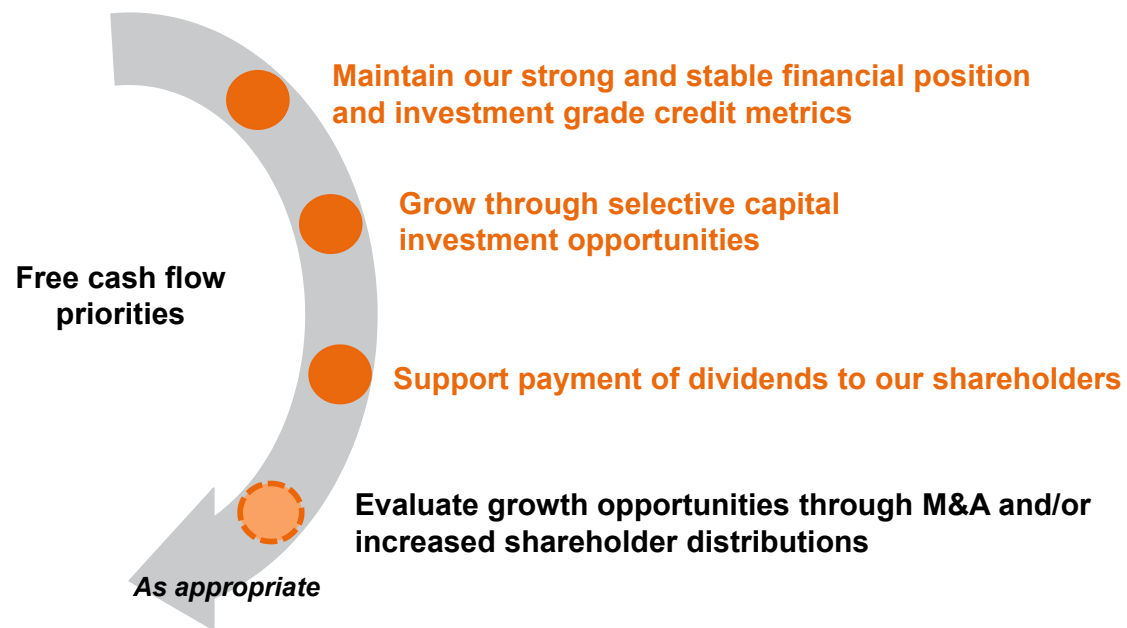 Maintain our strong and stable financial position
and investment grade credit metrics
Grow through selective capital
investment opportunities
Free cash flow
priorities
Support payment of dividends to our shareholders
Evaluate growth opportunities through M&A and/or
increased shareholder distributions
As appropriate